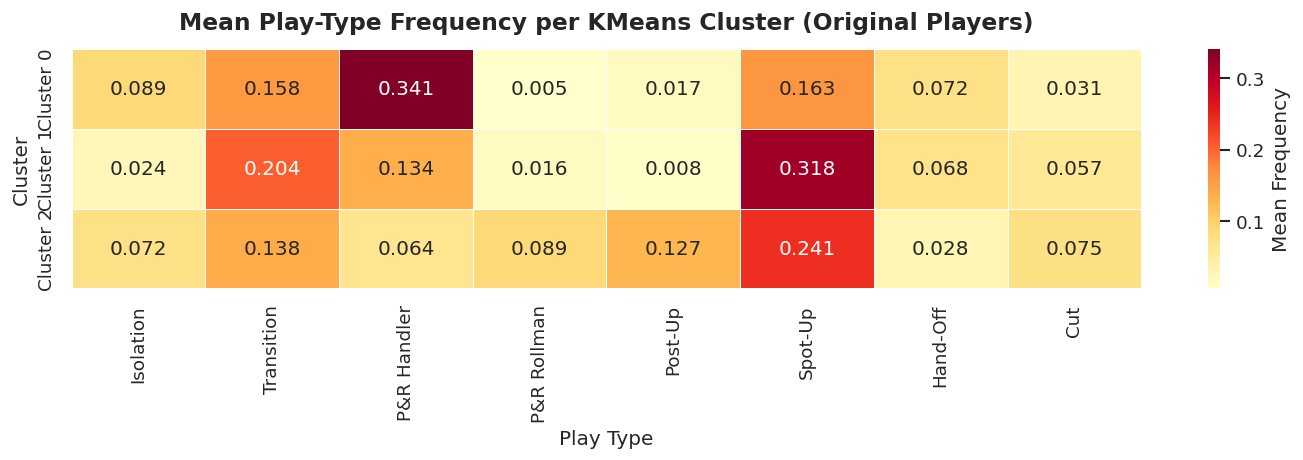 Mean Play-Type Frequency per KMeans Cluster (Original Players)
Cluster
Cluster 0
0.089 0.158 0.341 0.005 0.017 0.163 0.072 0.031
Cluster 1
0.024 0.204 0.134 0.016 0.008 0.318 0.068 0.057
Cluster 2
0.072 0.138 0.064 0.089 0.127 0.241 0.028 0.075
Isolation
Transition
P&R Handler
P&R Rollman
Post-Up
Spot-Up
Hand-Off
Cut
Play Type
0.3
0.2
0.1
Mean Frequency